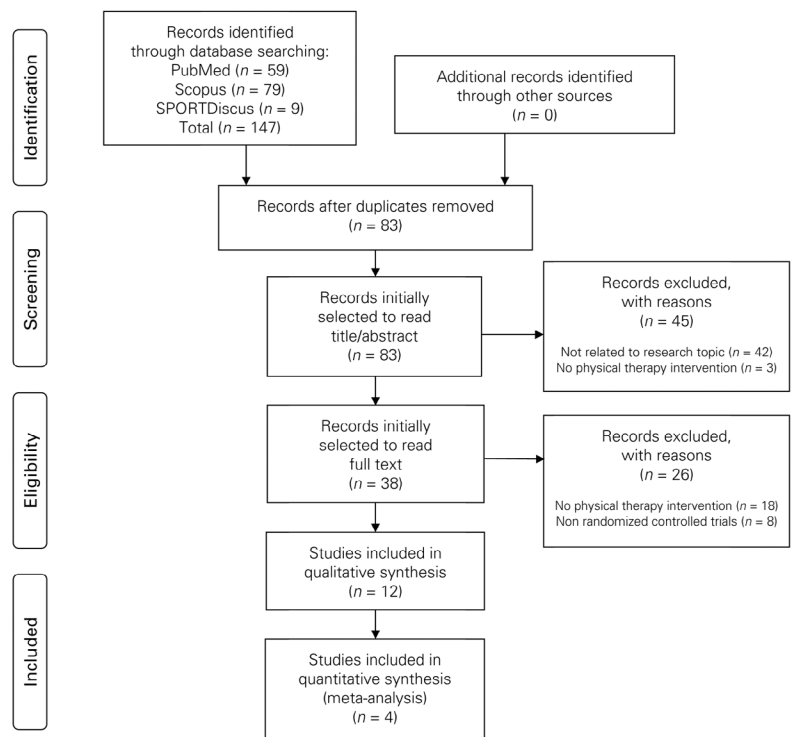 Identification
Records identified
through database searching:
PubMed (n = 59)
Scopus (n = 79)
SPORTDiscus (n = 9)
Total (n = 147)
Additional records identified
through other sources
(n = 0)
Records after duplicates removed
(n = 83)
Screening
Records initially
selected to read
title/abstract
(n = 83)
Records excluded,
with reasons
(n = 45)
Not related to research topic (n = 42)
No physical therapy intervention (n = 3)
Eligibility
Records initially
selected to read
full text
(n = 38)
Records excluded,
with reasons
(n = 26)
No physical therapy intervention (n = 18)
Non randomized controlled trials (n = 8)
Studies included in
qualitative synthesis
(n = 12)
Included
Studies included in
quantitative synthesis
(meta-analysis)
(n = 4)